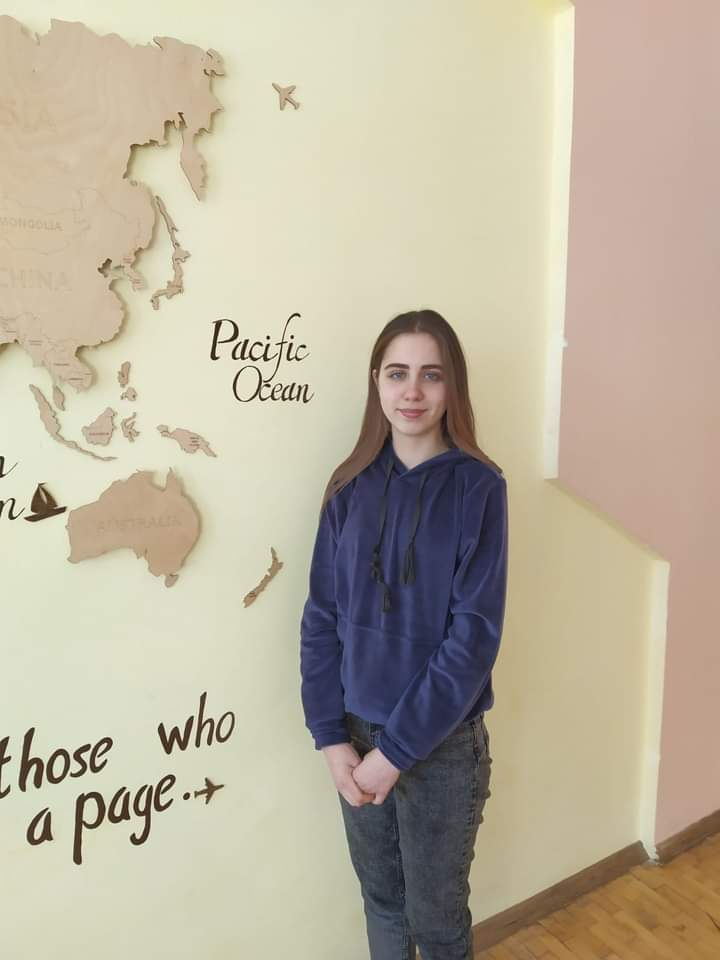 MONGOLIA
CHINA
Pacific
Ocean
AUSTRALIA
those who
a page.